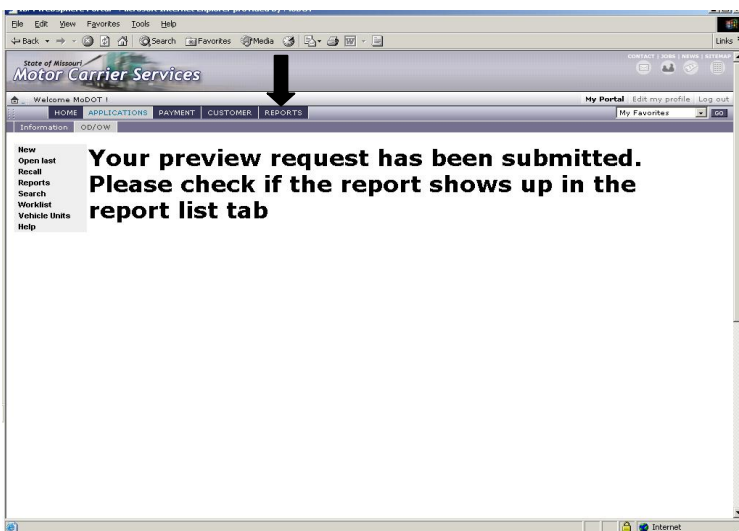 File Edit View Favorites Tools Help
Back Search Favorites Media
Links
State of Missouri
Motor Carrier Services
CONTACT | JOBS | NEWS | SITEMAP
Welcome MoDOT !
My Portal Edit my profile Log out
HOME APPLICATIONS PAYMENT CUSTOMER REPORTS
My Favorites GO
Information OD/OW
New
Open last
Recall
Reports
Search
Worklist
Vehicle Units
Help
Your preview request has been submitted.
Please check if the report shows up in the
report list tab
Internet